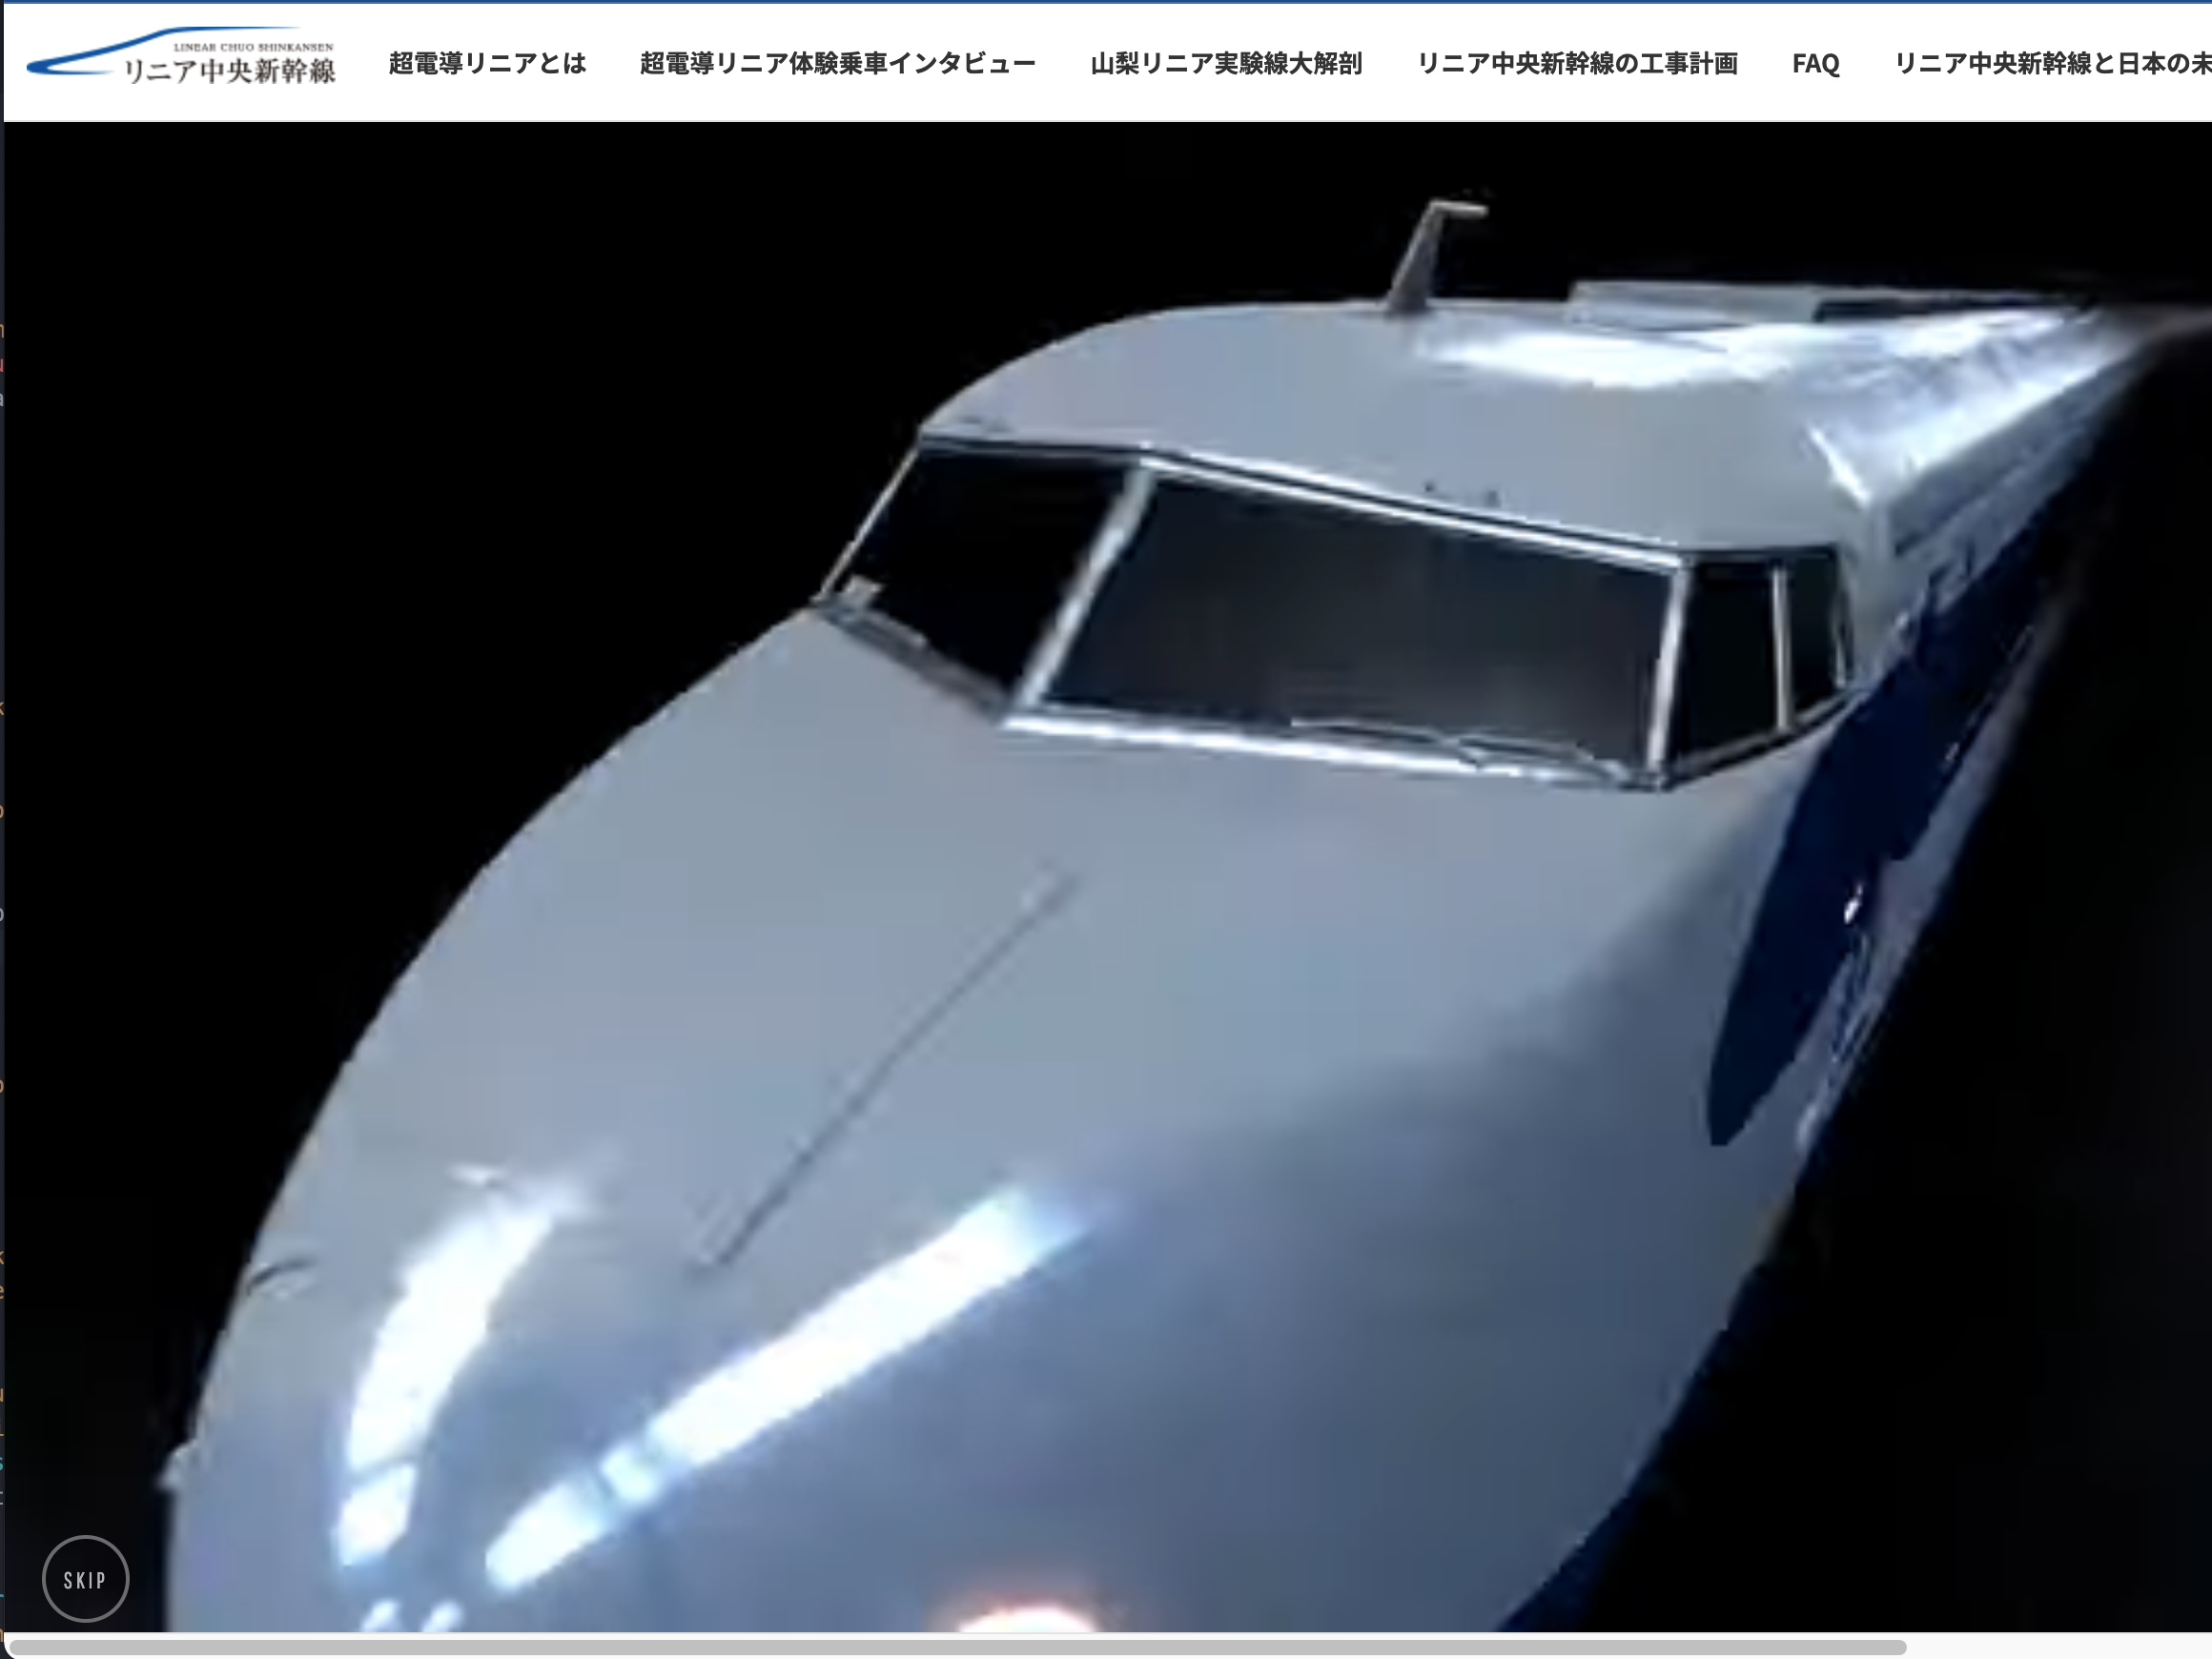 LINEAR CHUO SHINKANSEN
リニア中央新幹線
超電導リニアとは
超電導リニア体験乗車インタビュー
山梨リニア実験線大解剖
リニア中央新幹線の工事計画
FAQ
リニア中央新幹線と日本の未
SKIP